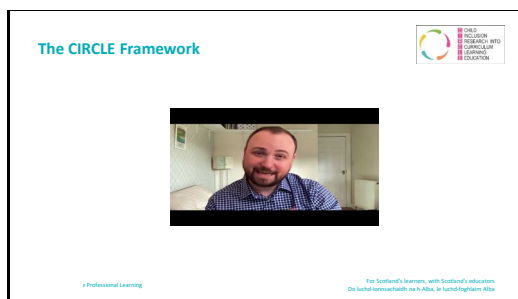 The CIRCLE Framework
CHILD
INCLUSION
RESEARCH INTO
CURRICULUM
LEARNING
EDUCATION
Professional Learning
For Scotland's learners, with Scotland's educators
Do luchd-ionnsachaidh na h-Alba, le luchd-foghlaim Alba